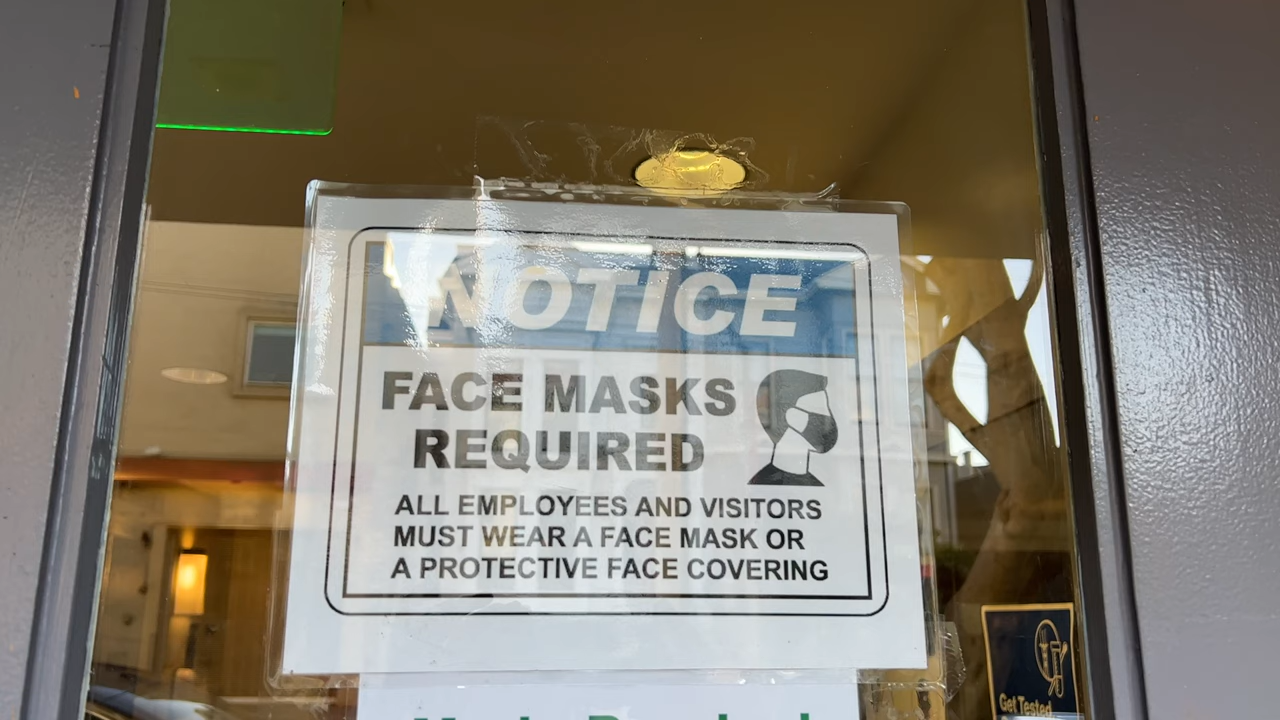 NOTICE
FACE MASKS
REQUIRED
ALL EMPLOYEES AND VISITORS
MUST WEAR A FACE MASK OR
A PROTECTIVE FACE COVERING
Get Tested